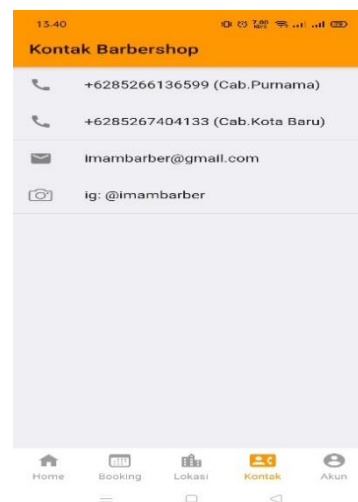 13.40
Kontak Barbershop
+6285266136599 (Cab.Purnama)
+6285267404133 (Cab.Kota Baru)
Imambarber@gmail.com
ig: @imambarber
Home Booking Lokasi Kontak Akun